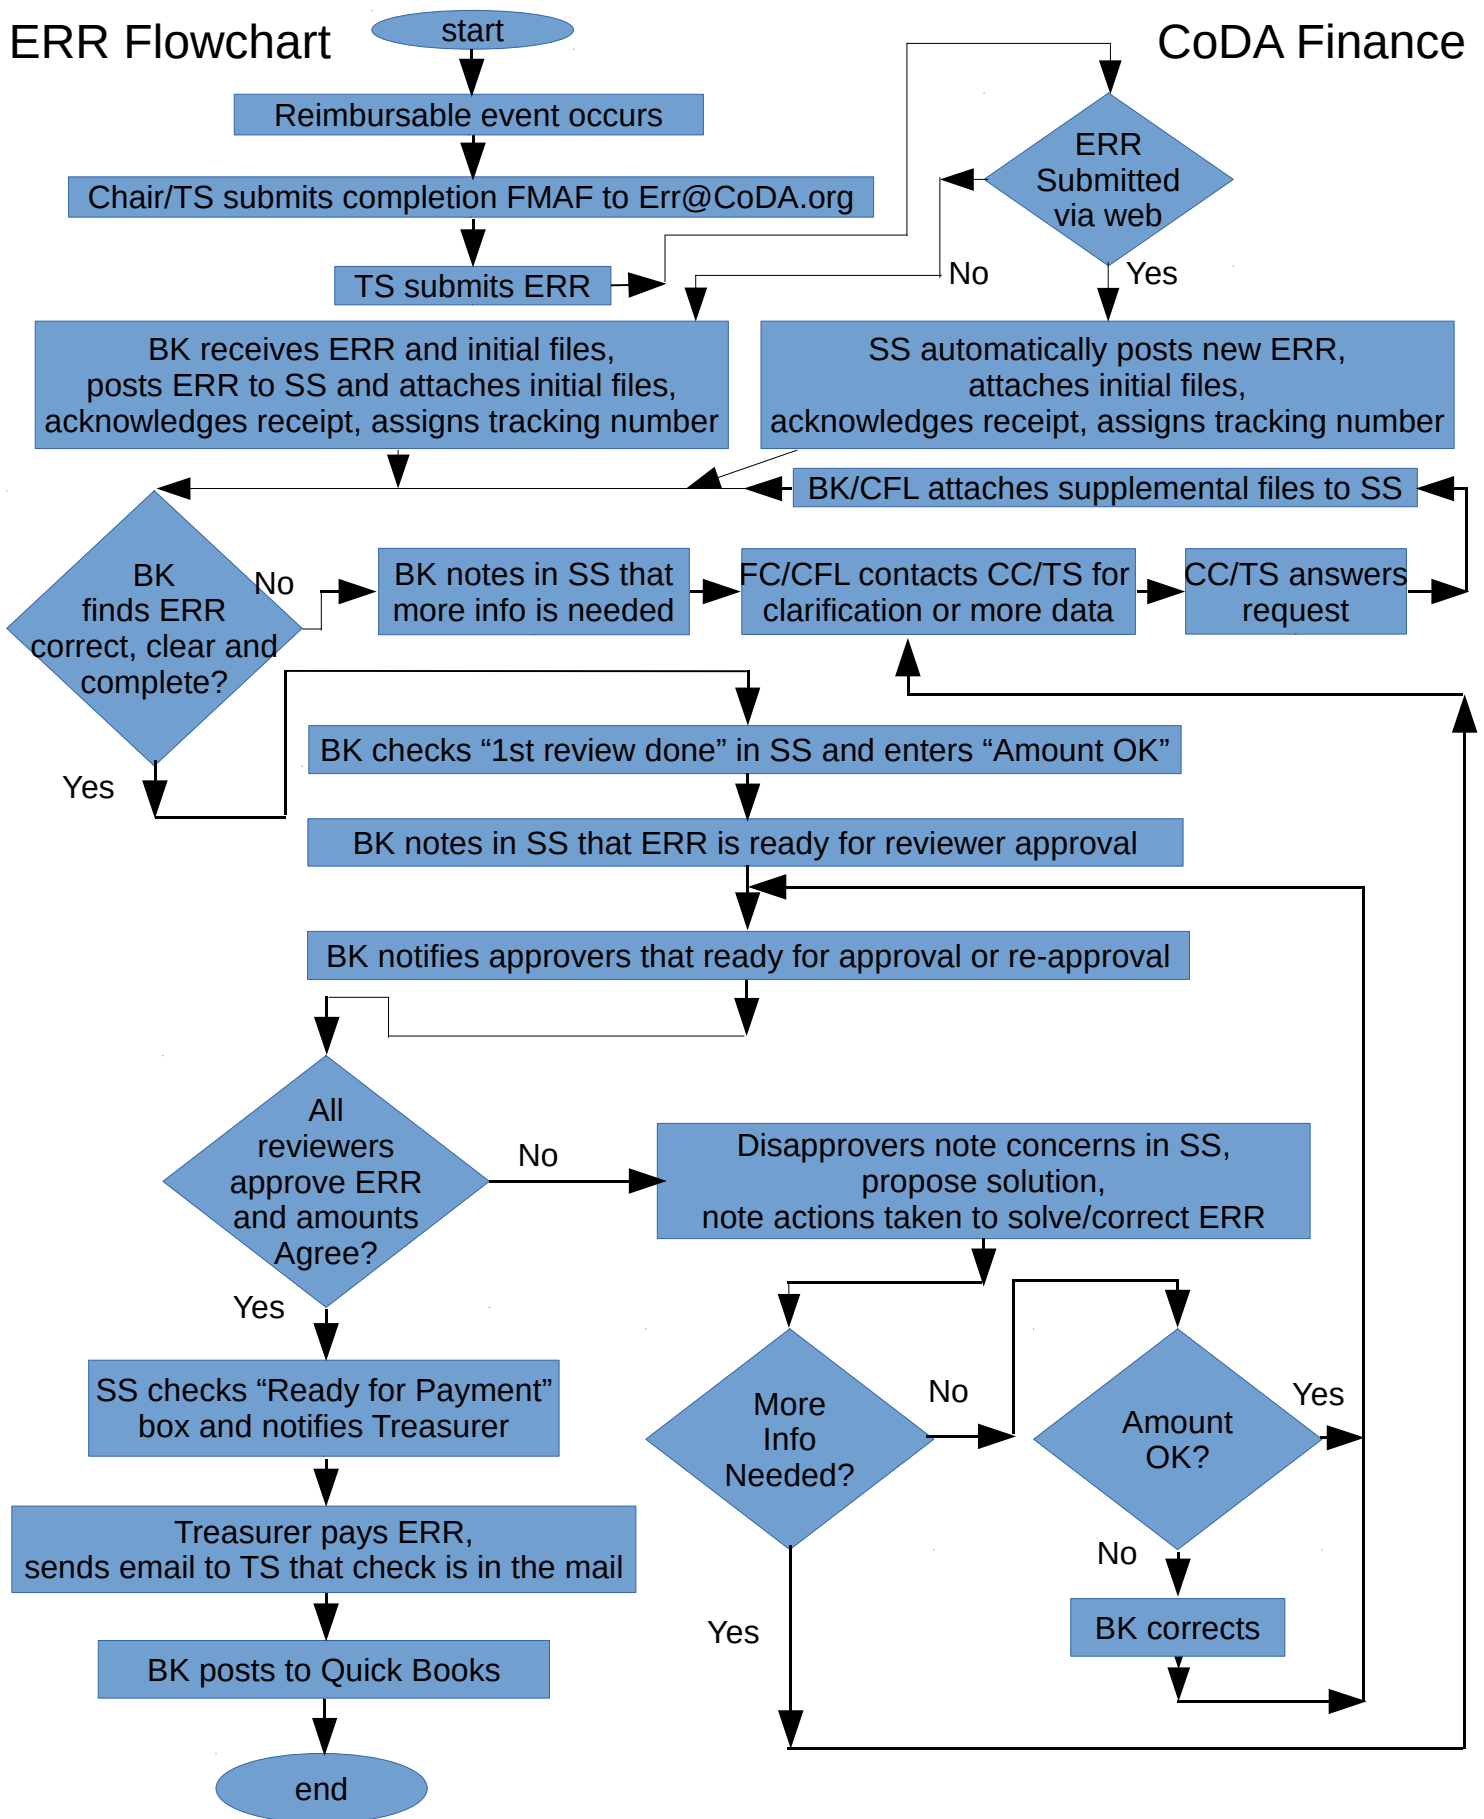 ERR Flowchart
start
CoDA Finance
Reimbursable event occurs
Chair/TS submits completion FMAF to Err@CoDA.org
TS submits ERR
ERR
Submitted
via web
No
Yes
BK receives ERR and initial files,
posts ERR to SS and attaches initial files,
acknowledges receipt, assigns tracking number
SS automatically posts new ERR,
attaches initial files,
acknowledges receipt, assigns tracking number
BK/CFL attaches supplemental files to SS
BK
finds ERR
correct, clear and
complete?
No
BK notes in SS that
more info is needed
FC/CFL contacts CC/TS for
clarification or more data
CC/TS answers
request
Yes
BK checks “1st review done” in SS and enters “Amount OK”
BK notes in SS that ERR is ready for reviewer approval
BK notifies approvers that ready for approval or re-approval
All
reviewers
approve ERR
and amounts
Agree?
No
Disapprovers note concerns in SS,
propose solution,
note actions taken to solve/correct ERR
Yes
SS checks “Ready for Payment”
box and notifies Treasurer
More
Info
Needed?
No
Amount
OK?
Yes
Treasurer pays ERR,
sends email to TS that check is in the mail
No
Yes
BK corrects
BK posts to Quick Books
end